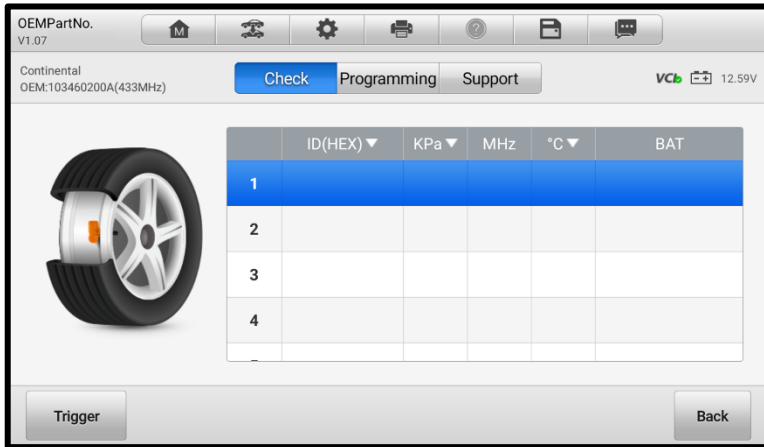 OEMPartNo.
V1.07
M
Continental
OEM:103460200A(433MHz)
Check Programming Support
VCI 12.59V
ID(HEX) ▼ KPa ▼ MHz °C ▼ BAT
1
2
3
4
Trigger Back